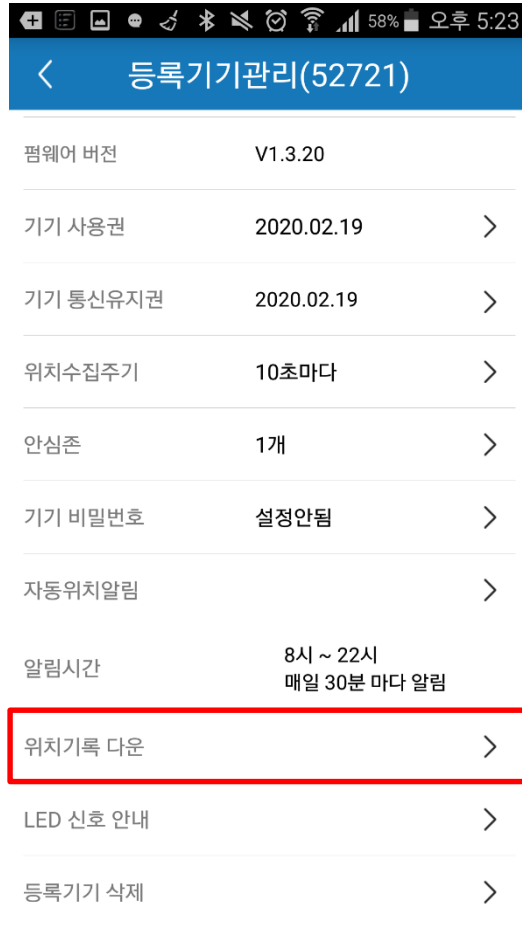 58% 오후 5:23
등록기기관리(52721)
펌웨어 버전 V1.3.20
기기 사용권 2020.02.19
기기 통신유지권 2020.02.19
위치수집주기 10초마다
안심존 1개
기기 비밀번호 설정안됨
자동위치알림
알림시간 8시 ~ 22시
매일 30분 마다 알림
위치기록 다운
LED 신호 안내
등록기기 삭제